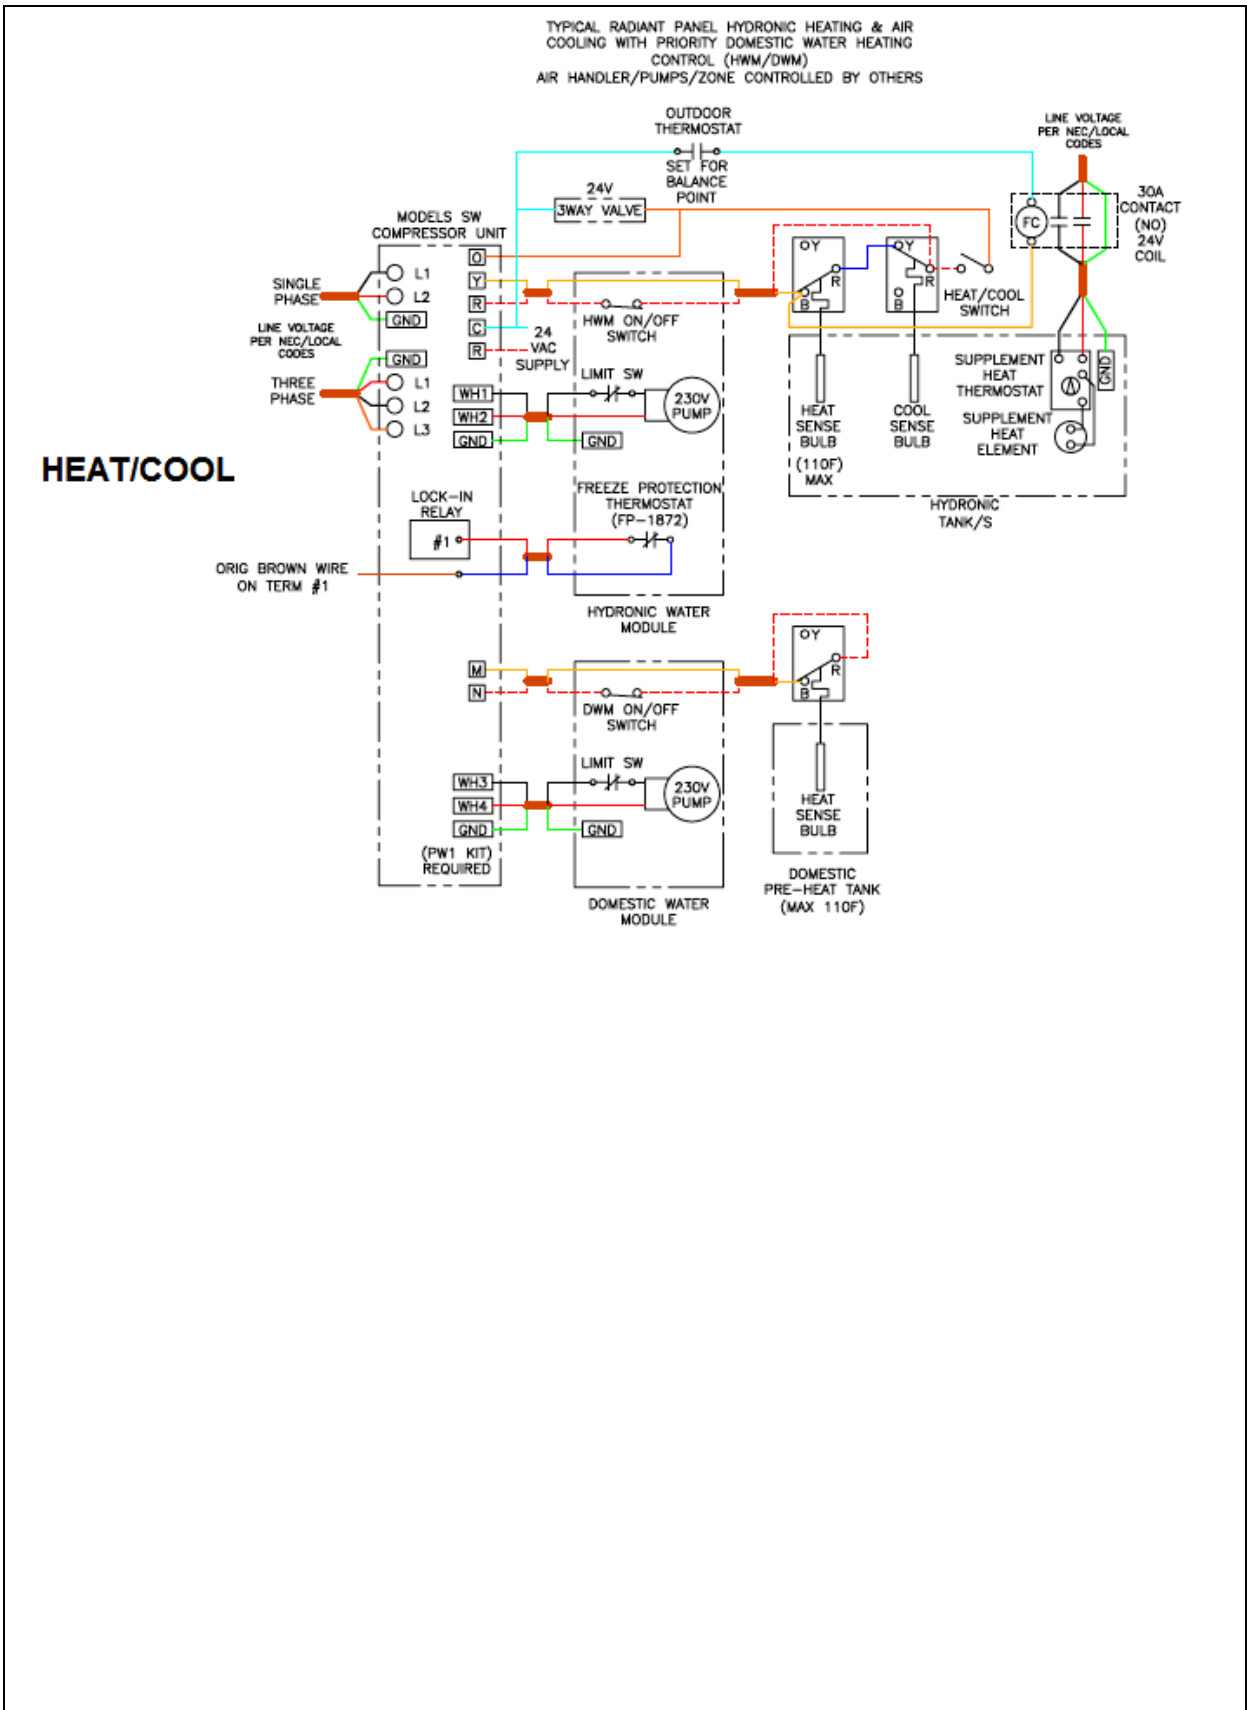 TYPICAL RADIANT PANEL HYDRONIC HEATING & AIR
COOLING WITH PRIORITY DOMESTIC WATER HEATING
CONTROL (HWM/DWM)
AIR HANDLER/PUMPS/ZONE CONTROLLED BY OTHERS
OUTDOOR
THERMOSTAT
SET FOR
BALANCE
POINT
LINE VOLTAGE
PER NEC/LOCAL
CODES
24V
3WAY VALVE
30A
CONTACT
(NO)
24V
COIL
FC
MODELS SW
COMPRESSOR UNIT
SINGLE
PHASE
L1
L2
GND
LINE VOLTAGE
PER NEC/LOCAL
CODES
THREE
PHASE
GND
L1
L2
L3
O
Y
R
C
R
24
VAC
SUPPLY
WH1
WH2
GND
HWM ON/OFF
SWITCH
LIMIT SW
230V
PUMP
GND
Y
R
B
Y
R
B
HEAT/COOL
SWITCH
HEAT
SENSE
BULB
(110F)
MAX
COOL
SENSE
BULB
SUPPLEMENT
HEAT
THERMOSTAT
GND
SUPPLEMENT
HEAT
ELEMENT
HYDRONIC
TANK/S
HEAT/COOL
LOCK-IN
RELAY
#1
ORIG BROWN WIRE
ON TERM #1
FREEZE PROTECTION
THERMOSTAT
(FP-1872)
HYDRONIC WATER
MODULE
M
N
DWM ON/OFF
SWITCH
Y
R
B
WH3
WH4
GND
(PW1 KIT)
REQUIRED
LIMIT SW
230V
PUMP
GND
DOMESTIC WATER
MODULE
HEAT
SENSE
BULB
DOMESTIC
PRE-HEAT TANK
(MAX 110F)